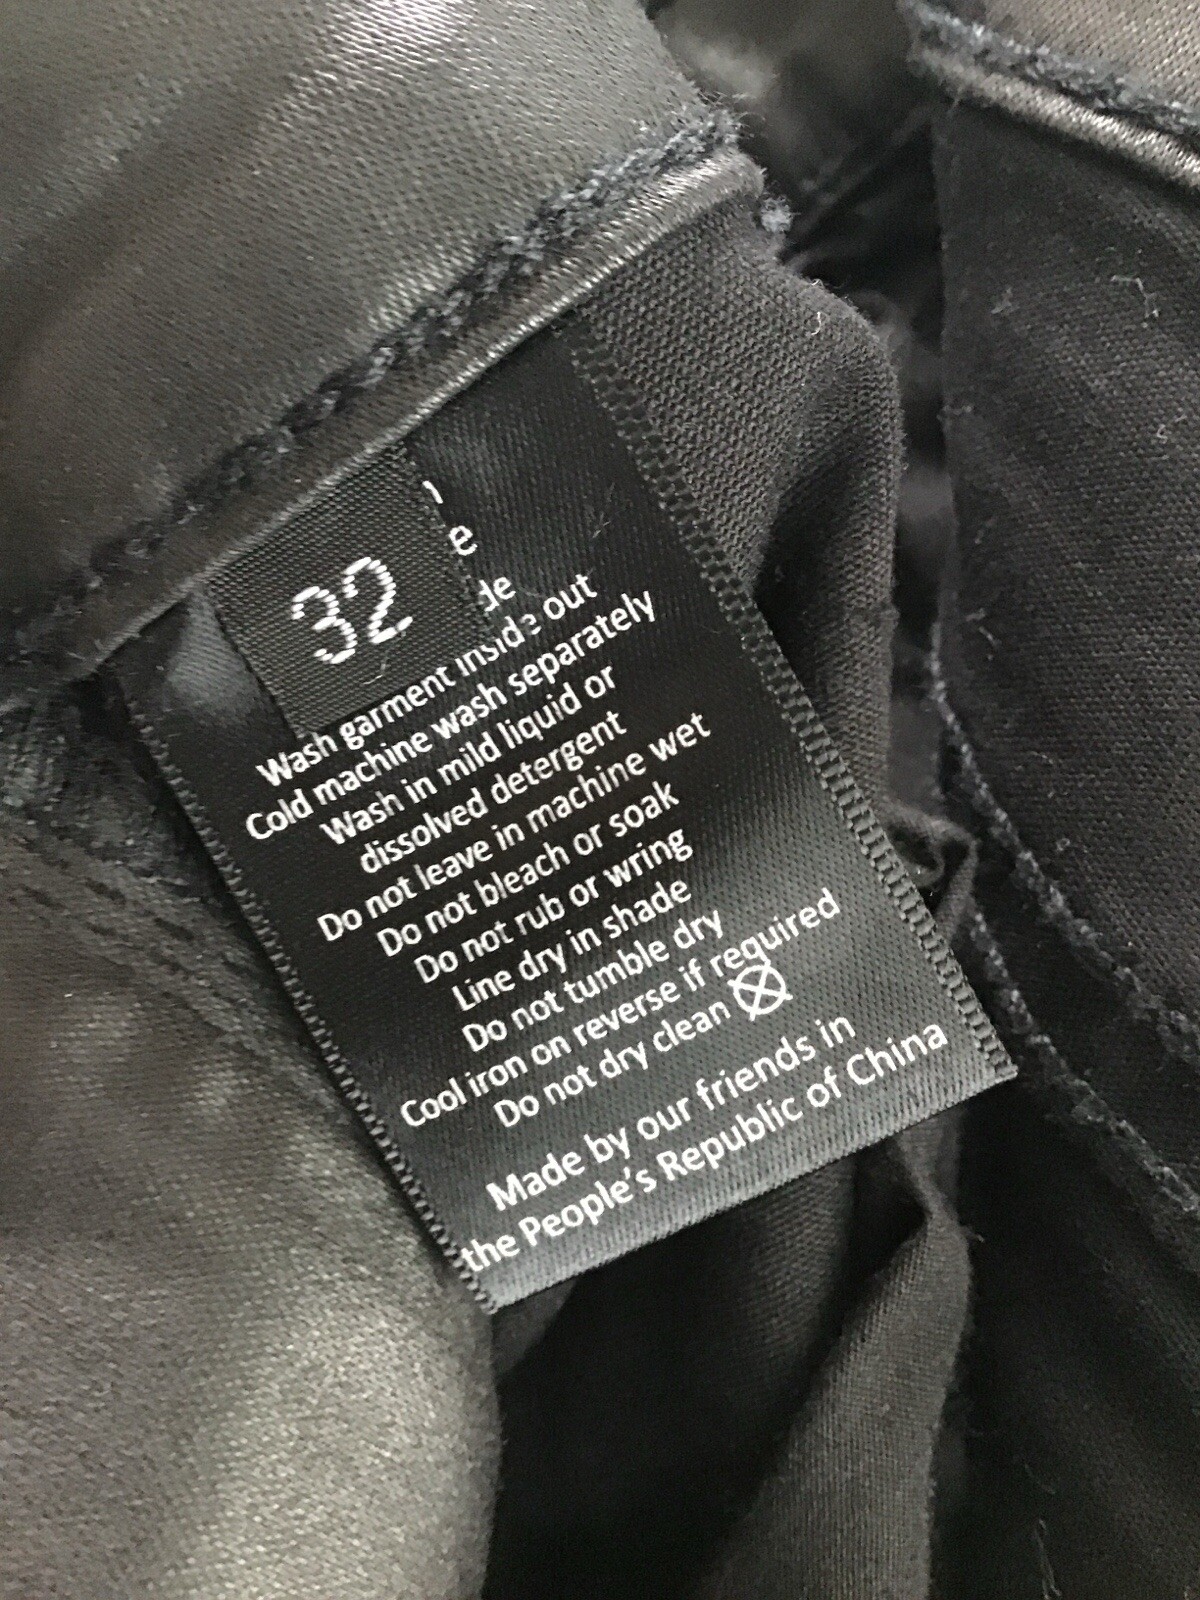 32
e
de
Wash garment inside out
Cold machine wash separately
Wash in mild liquid or
dissolved detergent
Do not leave in machine wet
Do not bleach or soak
Do not rub or wring
Line dry in shade
Do not tumble dry
Cool iron on reverse if required
Do not dry clean
Made by our friends in
the People's Republic of China